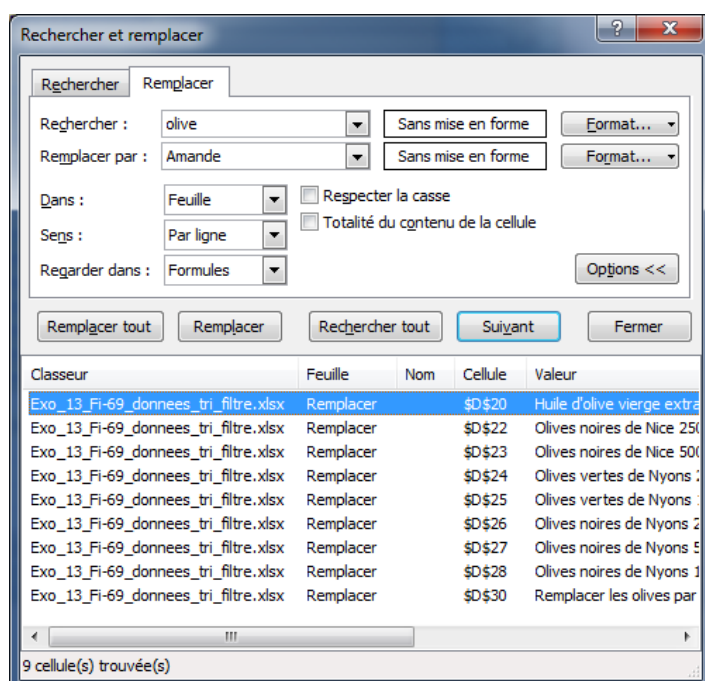 Rechercher et remplacer
Rechercher Remplacer
Rechercher : olive Sans mise en forme Format...
Remplacer par : Amande Sans mise en forme Format...
Dans : Feuille Respecter la casse
Totalité du contenu de la cellule
Sens : Par ligne
Regarder dans : Formules Options <<
Remplacer tout Remplacer Rechercher tout Suivant Fermer
Classeur Feuille Nom Cellule Valeur
Exo_13_Fi-69_donnees_tri_filtre.xlsx Remplacer $D$20 Huile d'olive vierge extra
Exo_13_Fi-69_donnees_tri_filtre.xlsx Remplacer $D$22 Olives noires de Nice 250
Exo_13_Fi-69_donnees_tri_filtre.xlsx Remplacer $D$23 Olives noires de Nice 500
Exo_13_Fi-69_donnees_tri_filtre.xlsx Remplacer $D$24 Olives vertes de Nyons
Exo_13_Fi-69_donnees_tri_filtre.xlsx Remplacer $D$25 Olives vertes de Nyons
Exo_13_Fi-69_donnees_tri_filtre.xlsx Remplacer $D$26 Olives noires de Nyons 2
Exo_13_Fi-69_donnees_tri_filtre.xlsx Remplacer $D$27 Olives noires de Nyons 5
Exo_13_Fi-69_donnees_tri_filtre.xlsx Remplacer $D$28 Olives noires de Nyons 1
Exo_13_Fi-69_donnees_tri_filtre.xlsx Remplacer $D$30 Remplacer les olives par
9 cellule(s) trouvée(s)